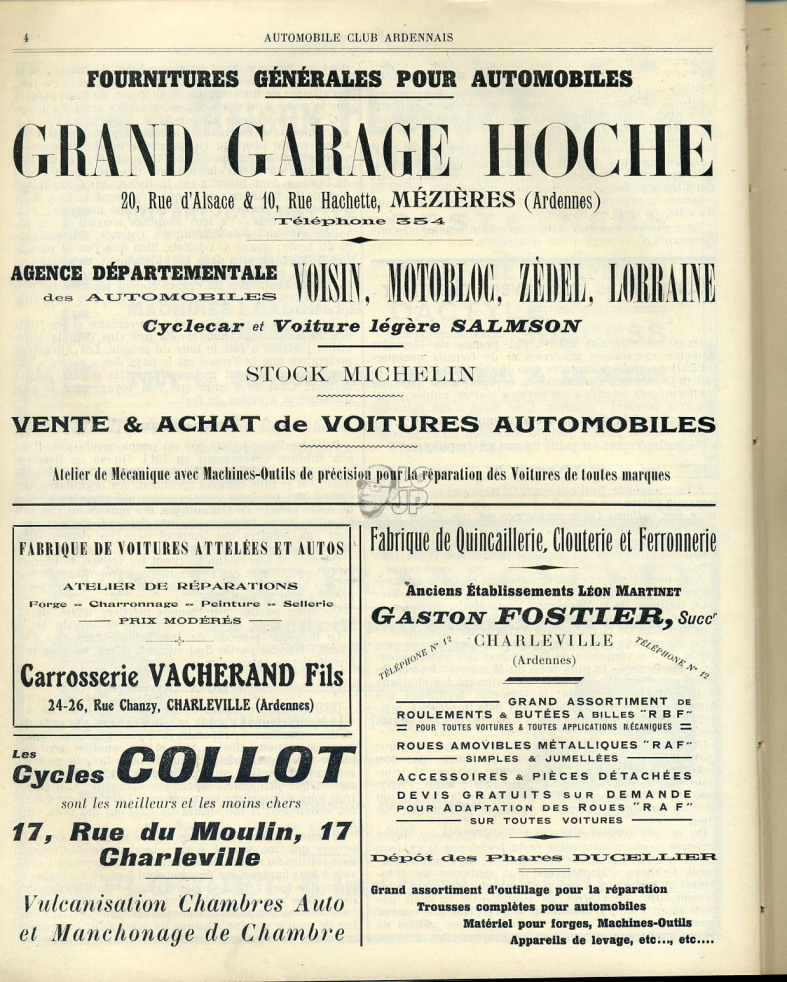 4
AUTOMOBILE CLUB ARDENNAIS
FOURNITURES GÉNÉRALES POUR AUTOMOBILES
GRAND GARAGE HOCHE
20, Rue d'Alsace & 10, Rue Hachette, MÉZIÈRES (Ardennes)
Téléphone 354
AGENCE DÉPARTEMENTALE
des AUTOMOBILES
VOISIN, MOTOBLOC, ZÈDEL, LORRAINE
Cyclecar et Voiture légère SALMSON
STOCK MICHELIN
VENTE & ACHAT de VOITURES AUTOMOBILES
Atelier de Mécanique avec Machines-Outils de précision pour la réparation des Voitures de toutes marques
LGJP
FABRIQUE DE VOITURES ATTELÉES ET AUTOS
ATELIER DE RÉPARATIONS
Forge -- Charronnage -- Peinture -- Sellerie
PRIX MODÉRÉS
Carrosserie VACHERAND Fils
24-26, Rue Chanzy, CHARLEVILLE (Ardennes)
Les
Cycles COLLOT
sont les meilleurs et les moins chers
17, Rue du Moulin, 17
Charleville
Vulcanisation Chambres Auto
et Manchonage de Chambre
Fabrique de Quincaillerie, Clouterie et Ferronnerie
Anciens Établissements LÉON MARTINET
GASTON FOSTIER, Succr
CHARLEVILLE
(Ardennes)
TÉLÉPHONE N° 12
TÉLÉPHONE N° 12
GRAND ASSORTIMENT DE
ROULEMENTS & BUTÉES A BILLES "RBF"
POUR TOUTES VOITURES & TOUTES APPLICATIONS MÉCANIQUES
ROUES AMOVIBLES MÉTALLIQUES "RAF"
SIMPLES & JUMELLÉES
ACCESSOIRES & PIÈCES DÉTACHÉES
DEVIS GRATUITS SUR DEMANDE
POUR ADAPTATION DES ROUES "RAF"
SUR TOUTES VOITURES
Dépôt des Phares DUCELLIER
Grand assortiment d'outillage pour la réparation
Trousses complètes pour automobiles
Matériel pour forges, Machines-Outils
Appareils de levage, etc..., etc....